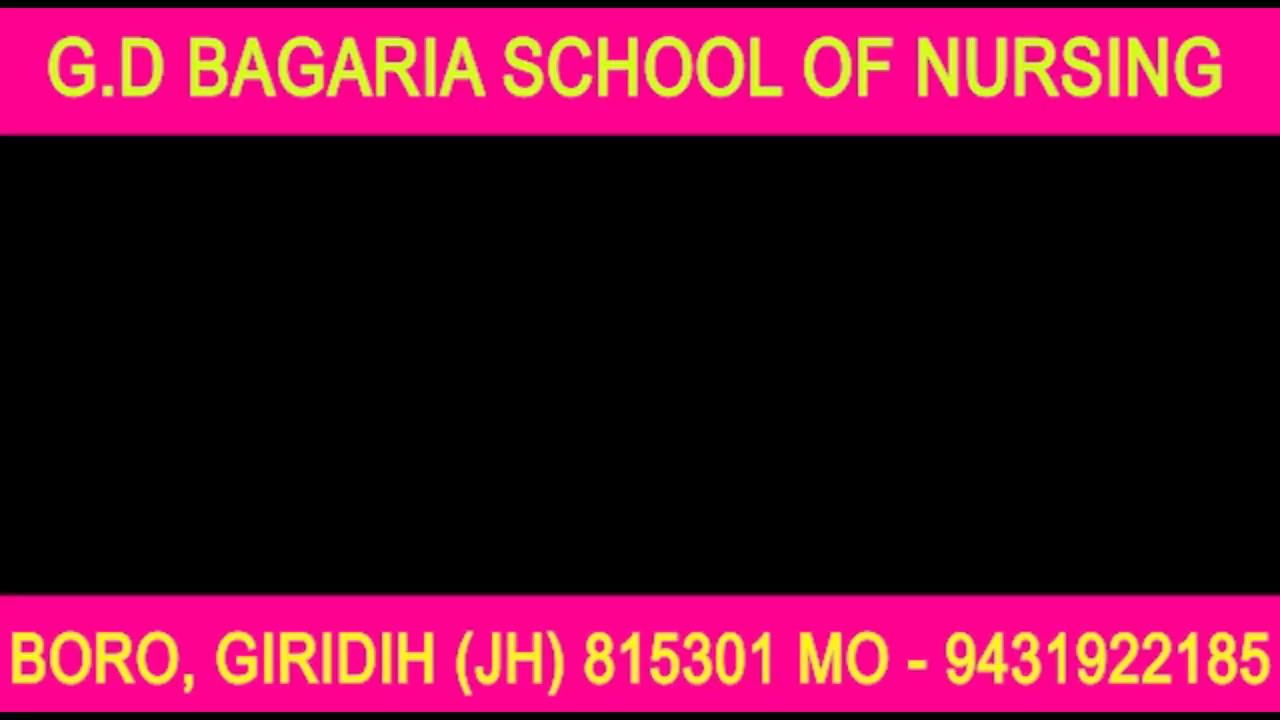 G.D BAGARIA SCHOOL OF NURSING
BORO, GIRIDIH (JH) 815301 MO - 9431922185